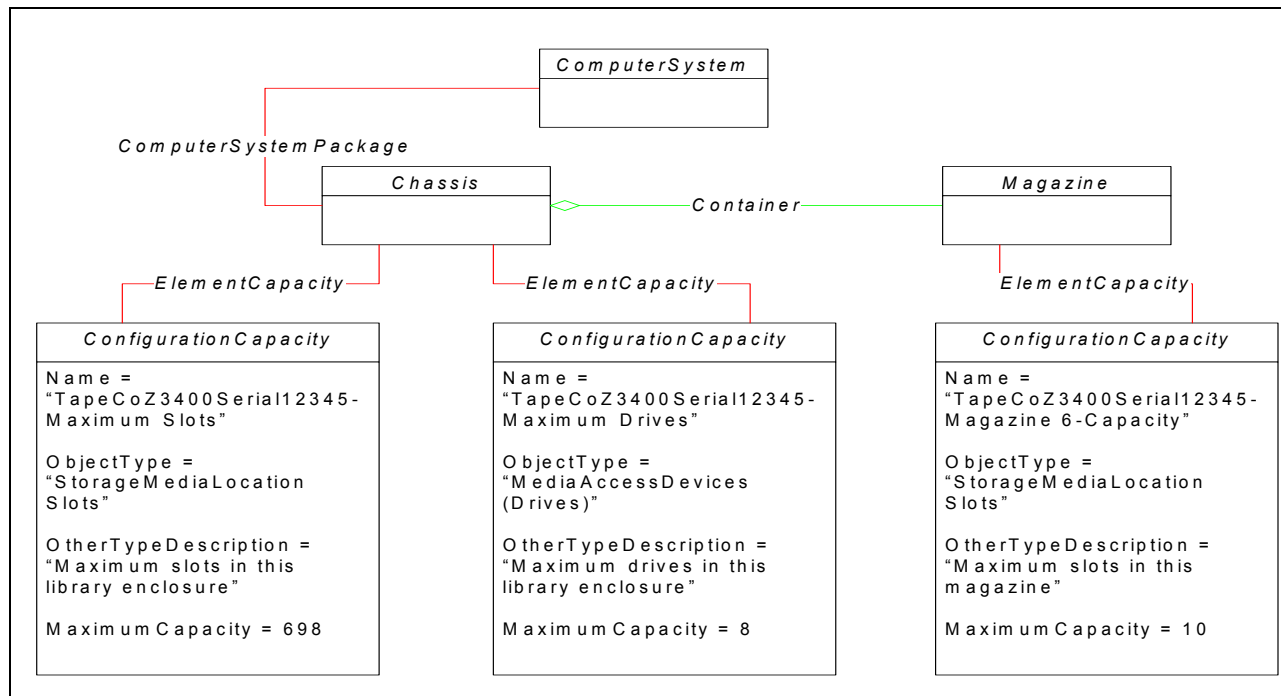 ComputerSystem
ComputerSystemPackage
Chassis
Magazine
Container
ElementCapacity
ElementCapacity
ElementCapacity
ConfigurationCapacity
Name =
“TapeCoZ3400Serial12345-
Maximum Slots”
ObjectType =
“StorageMediaLocation
Slots”
OtherTypeDescription =
“Maximum slots in this
library enclosure”
MaximumCapacity = 698
ConfigurationCapacity
Name =
“TapeCoZ3400Serial12345-
Maximum Drives”
ObjectType =
“MediaAccessDevices
(Drives)”
OtherTypeDescription =
“Maximum drives in this
library enclosure”
MaximumCapacity = 8
ConfigurationCapacity
Name =
“TapeCoZ3400Serial12345-
Magazine 6-Capacity”
ObjectType =
“StorageMediaLocation
Slots”
OtherTypeDescription =
“Maximum slots in this
magazine”
MaximumCapacity = 10